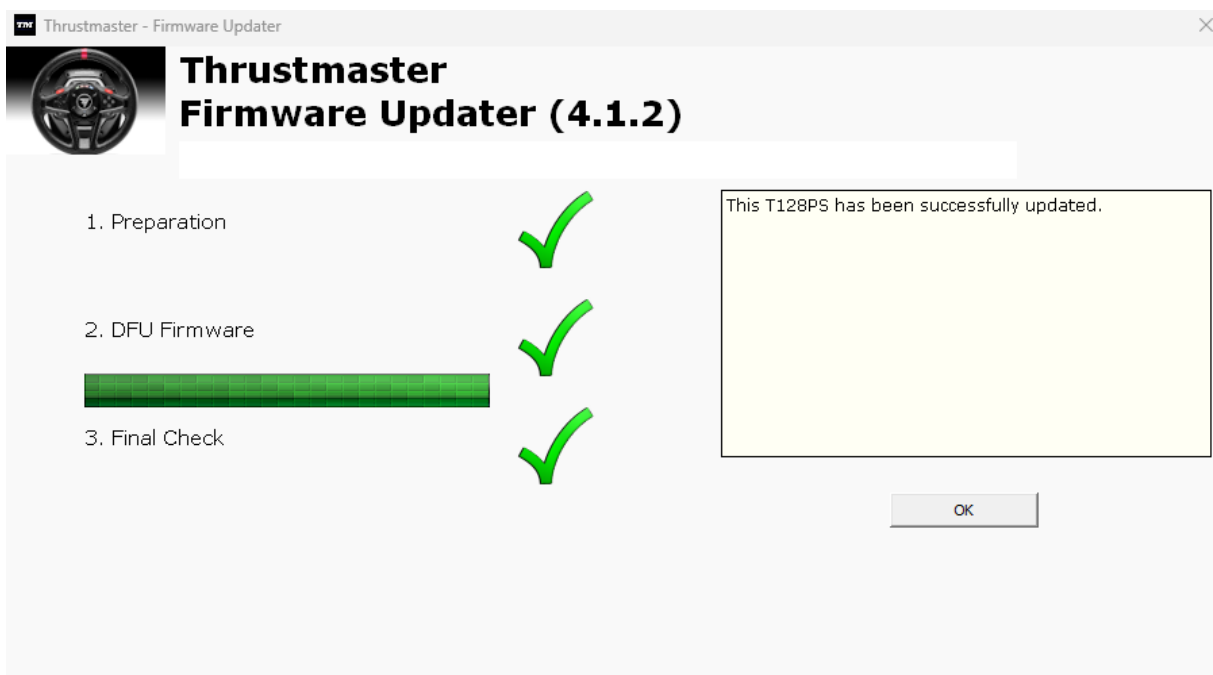 Thrustmaster - Firmware Updater
Thrustmaster
Firmware Updater (4.1.2)
1. Preparation
This T128PS has been successfully updated.
2. DFU Firmware
3. Final Check
OK